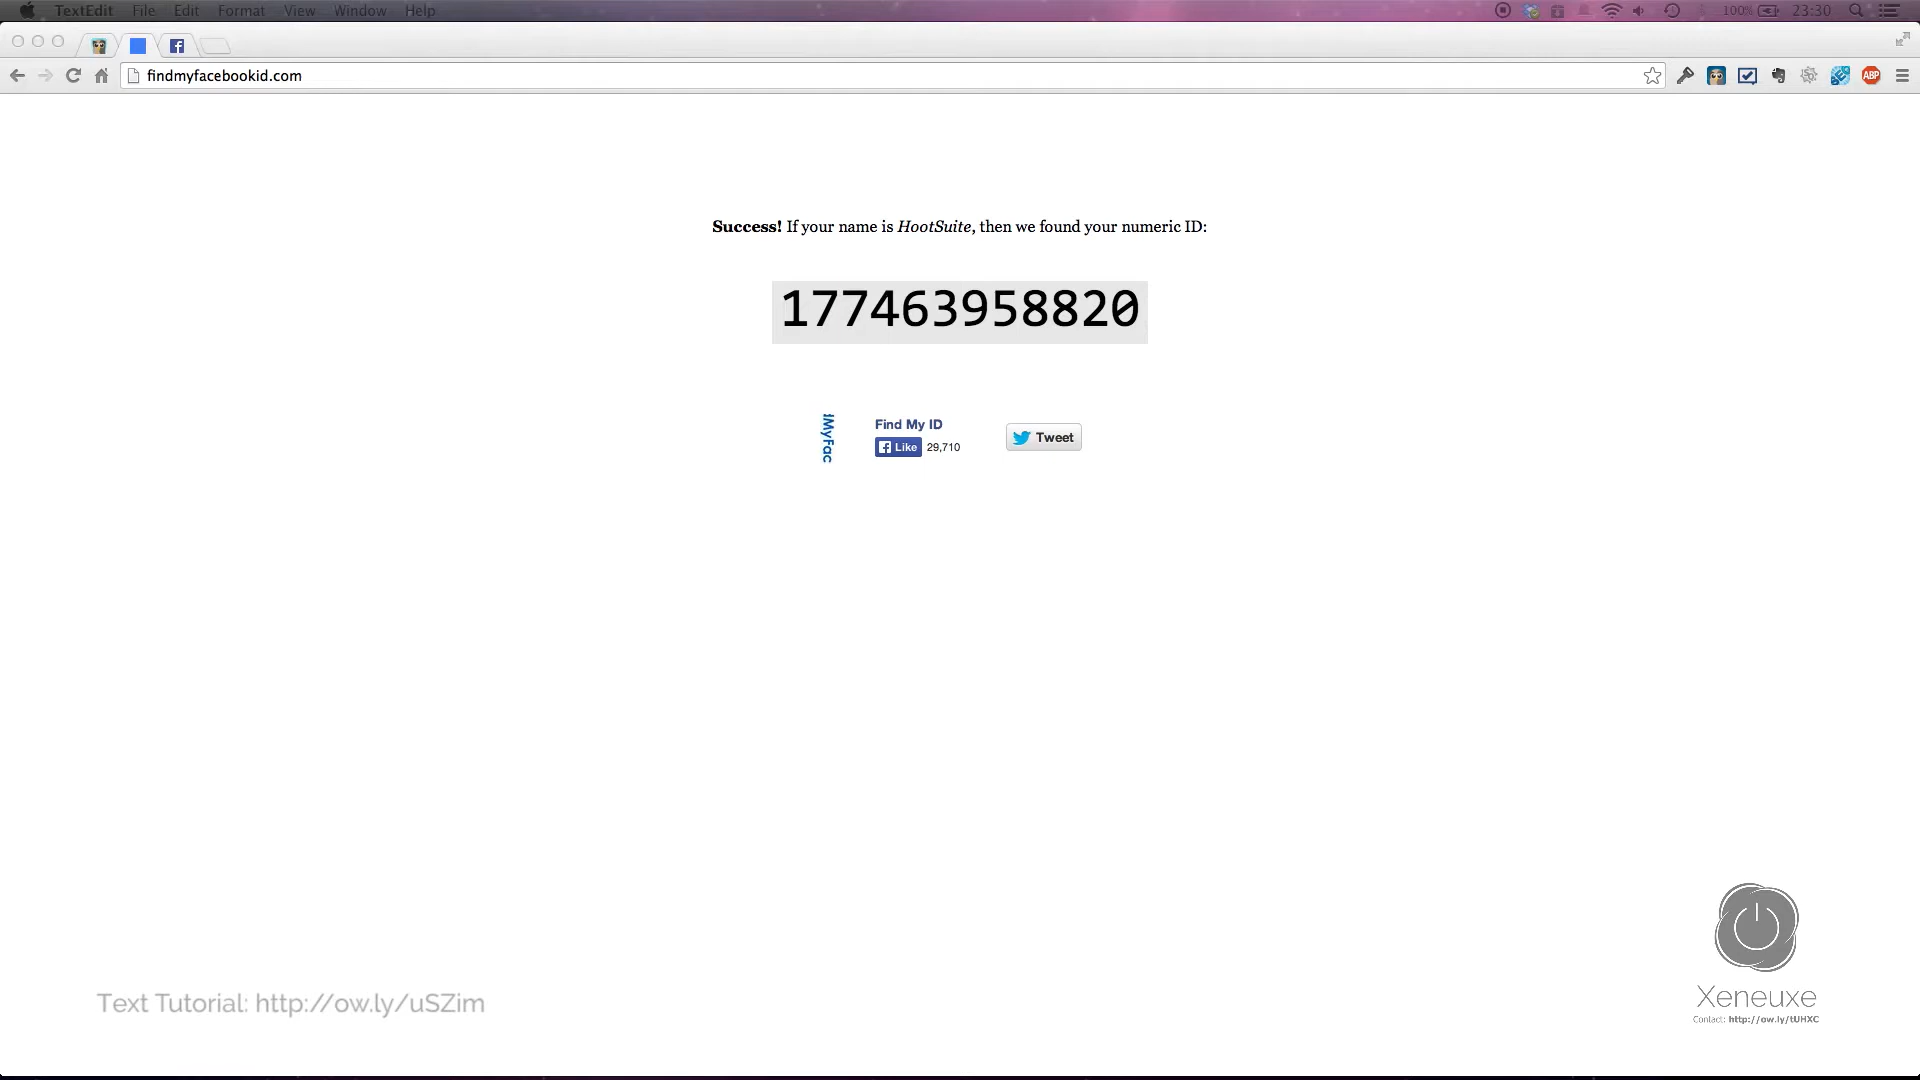 TextEdit File Edit Format View Window Help 100% 23:30
findmyfacebookid.com ABP
Success! If your name is HootSuite, then we found your numeric ID:
177463958820
MyFac
Find My ID
Like 29,710
Tweet
Text Tutorial: http://ow.ly/uSZim
Xeneuxe
Contact: http://ow.ly/tUHXC